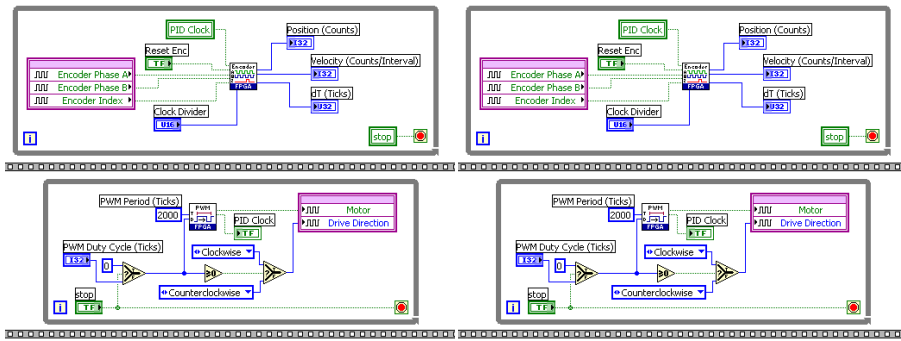 PID Clock
Position (Counts)
I32
Reset Enc
TF
Encoder
FPGA
Velocity (Counts/Interval)
I32
Encoder Phase A
Encoder Phase B
Encoder Index
dT (Ticks)
U32
Clock Divider
U16
i
stop
PID Clock
Position (Counts)
I32
Reset Enc
TF
Encoder
FPGA
Velocity (Counts/Interval)
I32
Encoder Phase A
Encoder Phase B
Encoder Index
dT (Ticks)
U32
Clock Divider
U16
i
stop
PWM Period (Ticks)
2000
PWM
FPGA
PID Clock
TF
Motor
Drive Direction
PWM Duty Cycle (Ticks)
I32
0
?
≥0
?
Clockwise
Counterclockwise
stop
TF
i
PWM Period (Ticks)
2000
PWM
FPGA
PID Clock
TF
Motor
Drive Direction
PWM Duty Cycle (Ticks)
I32
0
?
≥0
?
Clockwise
Counterclockwise
stop
TF
i